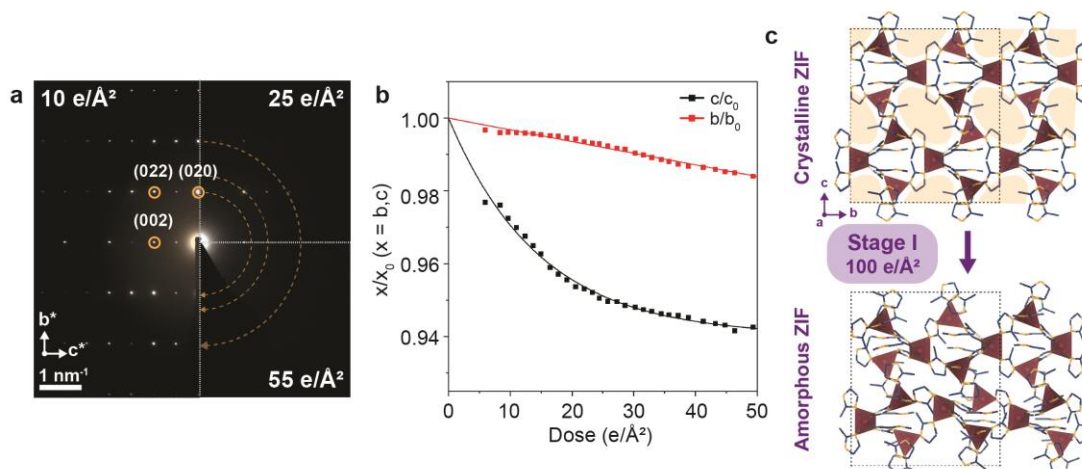 a
10 e/Å²
25 e/Å²
(022)
(020)
(002)
b*
c*
1 nm⁻¹
55 e/Å²
b
c/c₀
b/b₀
1.00
0.98
0.96
0.94
x/x₀ (x = b,c)
0
10
20
30
40
50
Dose (e/Å²)
c
Crystalline ZIF
c
a
b
Stage I
100 e/Å²
Amorphous ZIF